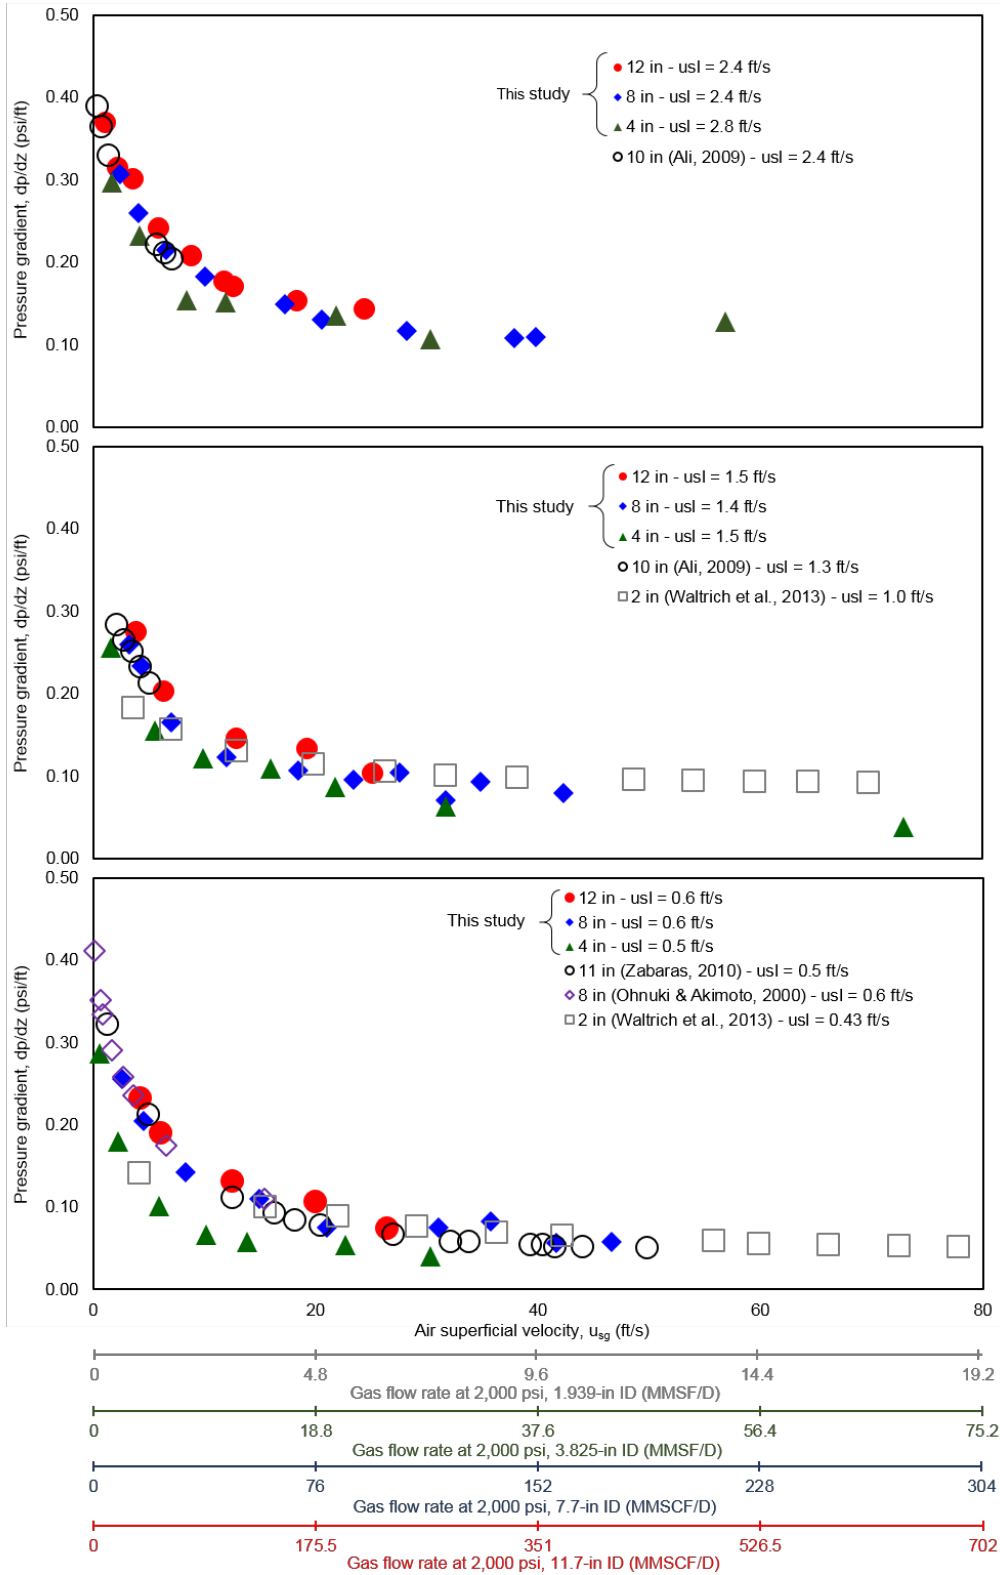 0.50
0.40
0.30
0.20
0.10
0.00
Pressure gradient, dp/dz (psi/ft)
This study
12 in - usl = 2.4 ft/s
8 in - usl = 2.4 ft/s
4 in - usl = 2.8 ft/s
10 in (Ali, 2009) - usl = 2.4 ft/s
0.50
0.40
0.30
0.20
0.10
0.00
Pressure gradient, dp/dz (psi/ft)
This study
12 in - usl = 1.5 ft/s
8 in - usl = 1.4 ft/s
4 in - usl = 1.5 ft/s
10 in (Ali, 2009) - usl = 1.3 ft/s
2 in (Waltrich et al., 2013) - usl = 1.0 ft/s
0.50
0.40
0.30
0.20
0.10
0.00
Pressure gradient, dp/dz (psi/ft)
This study
12 in - usl = 0.6 ft/s
8 in - usl = 0.6 ft/s
4 in - usl = 0.5 ft/s
11 in (Zabaras, 2010) - usl = 0.5 ft/s
8 in (Ohnuki & Akimoto, 2000) - usl = 0.6 ft/s
2 in (Waltrich et al., 2013) - usl = 0.43 ft/s
0 20 40 60 80
Air superficial velocity, usg (ft/s)
0 4.8 9.6 14.4 19.2
Gas flow rate at 2,000 psi, 1.939-in ID (MMSF/D)
0 18.8 37.6 56.4 75.2
Gas flow rate at 2,000 psi, 3.825-in ID (MMSF/D)
0 76 152 228 304
Gas flow rate at 2,000 psi, 7.7-in ID (MMSCF/D)
0 175.5 351 526.5 702
Gas flow rate at 2,000 psi, 11.7-in ID (MMSCF/D)